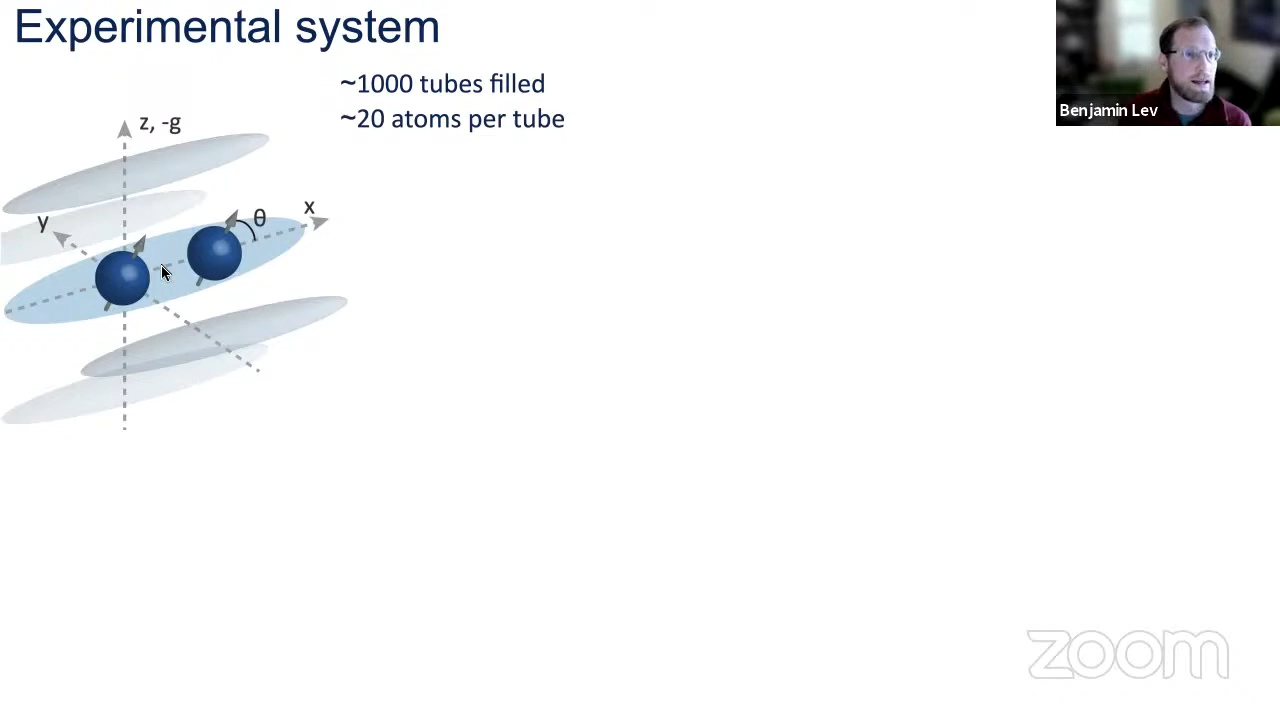 Experimental system
~1000 tubes filled
~20 atoms per tube
Benjamin Lev
z, -g
x
θ
y
zoom